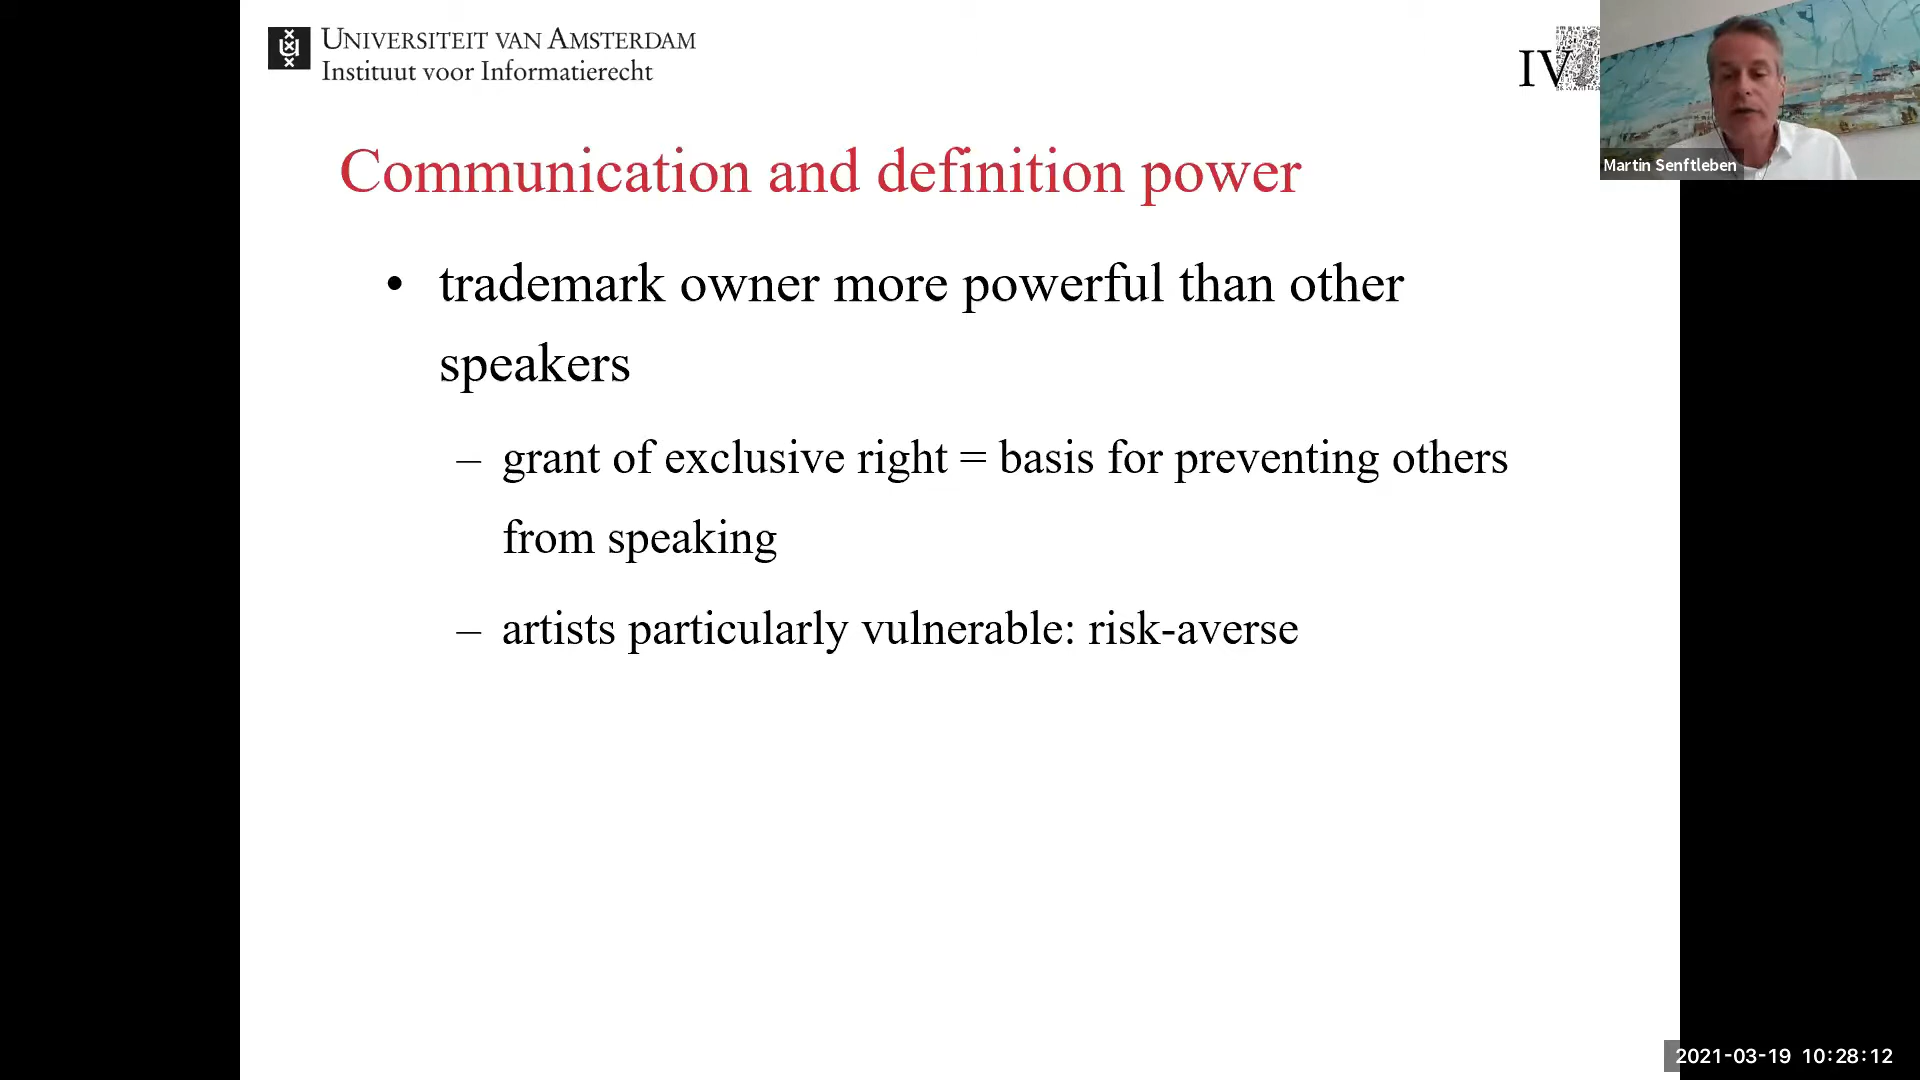 UNIVERSITEIT VAN AMSTERDAM
Instituut voor Informatierecht
Martin Senftleben
Communication and definition power
• trademark owner more powerful than other
speakers
– grant of exclusive right = basis for preventing others
from speaking
– artists particularly vulnerable: risk-averse
2021-03-19 10:28:12